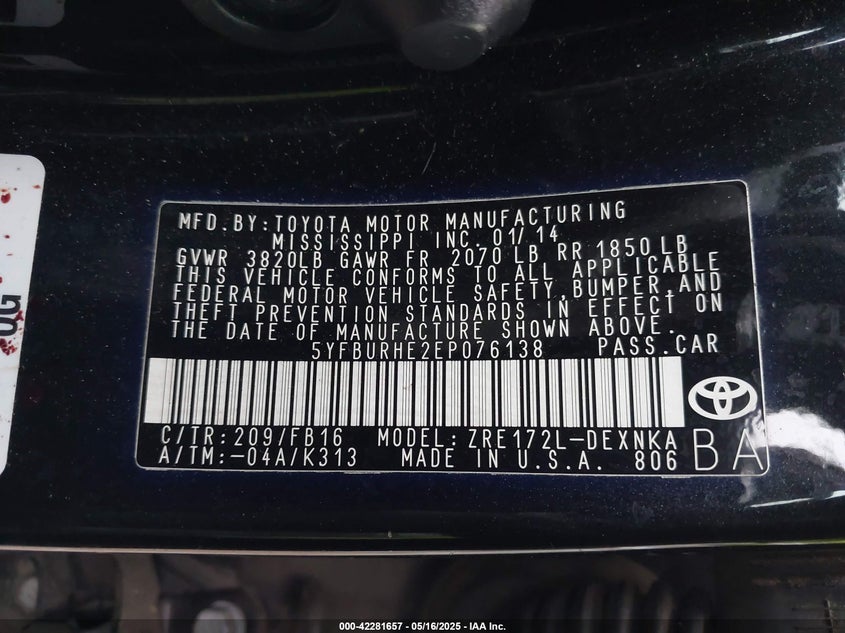 MFD.BY:TOYOTA MOTOR MANUFACTURING
MISSISSIPPI INC. 01/14
GVWR 3820LB GAWR FR 2070 LB RR 1850 LB
THIS VEHICLE CONFORMS TO ALL APPLICABLE
FEDERAL MOTOR VEHICLE SAFETY,BUMPER,AND
THEFT PREVENTION STANDARDS IN EFFECT ON
THE DATE OF MANUFACTURE SHOWN ABOVE.
5YFBURHE2EP076138 PASS.CAR
C/TR:209/FB16 MODEL:ZRE172L-DEXNKA
A/TM:-04A/K313 MADE IN U.S.A. 806 BA
000-42281657 - 05/16/2025 - IAA Inc.